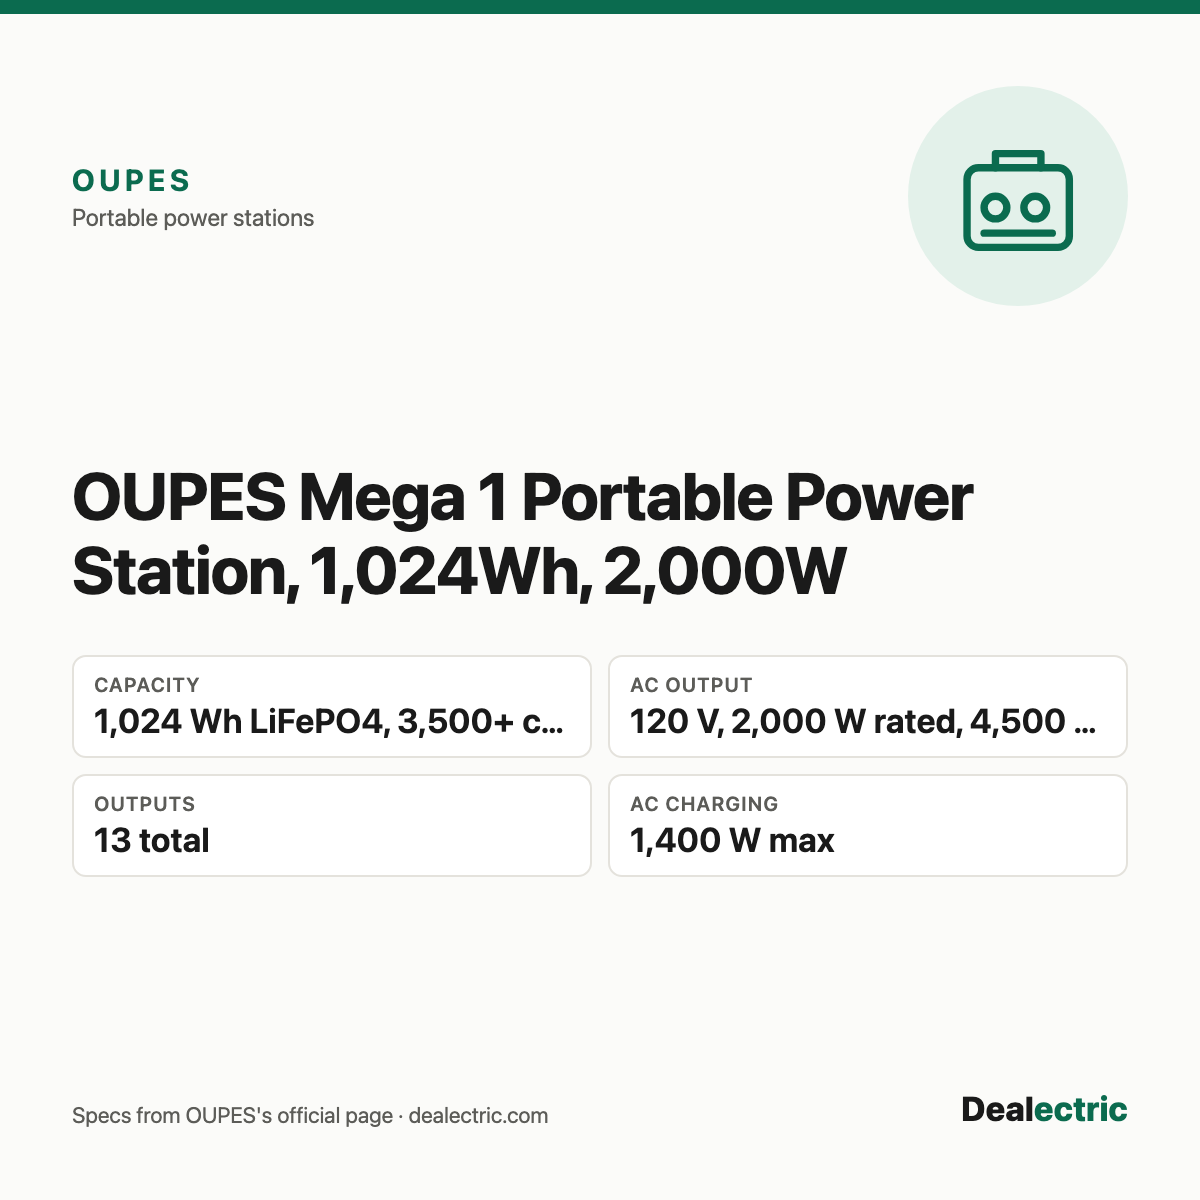 OUPES
Portable power stations
OUPES Mega 1 Portable Power
Station, 1,024Wh, 2,000W
CAPACITY
1,024 Wh LiFePO4, 3,500+ c...
AC OUTPUT
120 V, 2,000 W rated, 4,500 ...
OUTPUTS
13 total
AC CHARGING
1,400 W max
Specs from OUPES's official page · dealectric.com
Dealectric